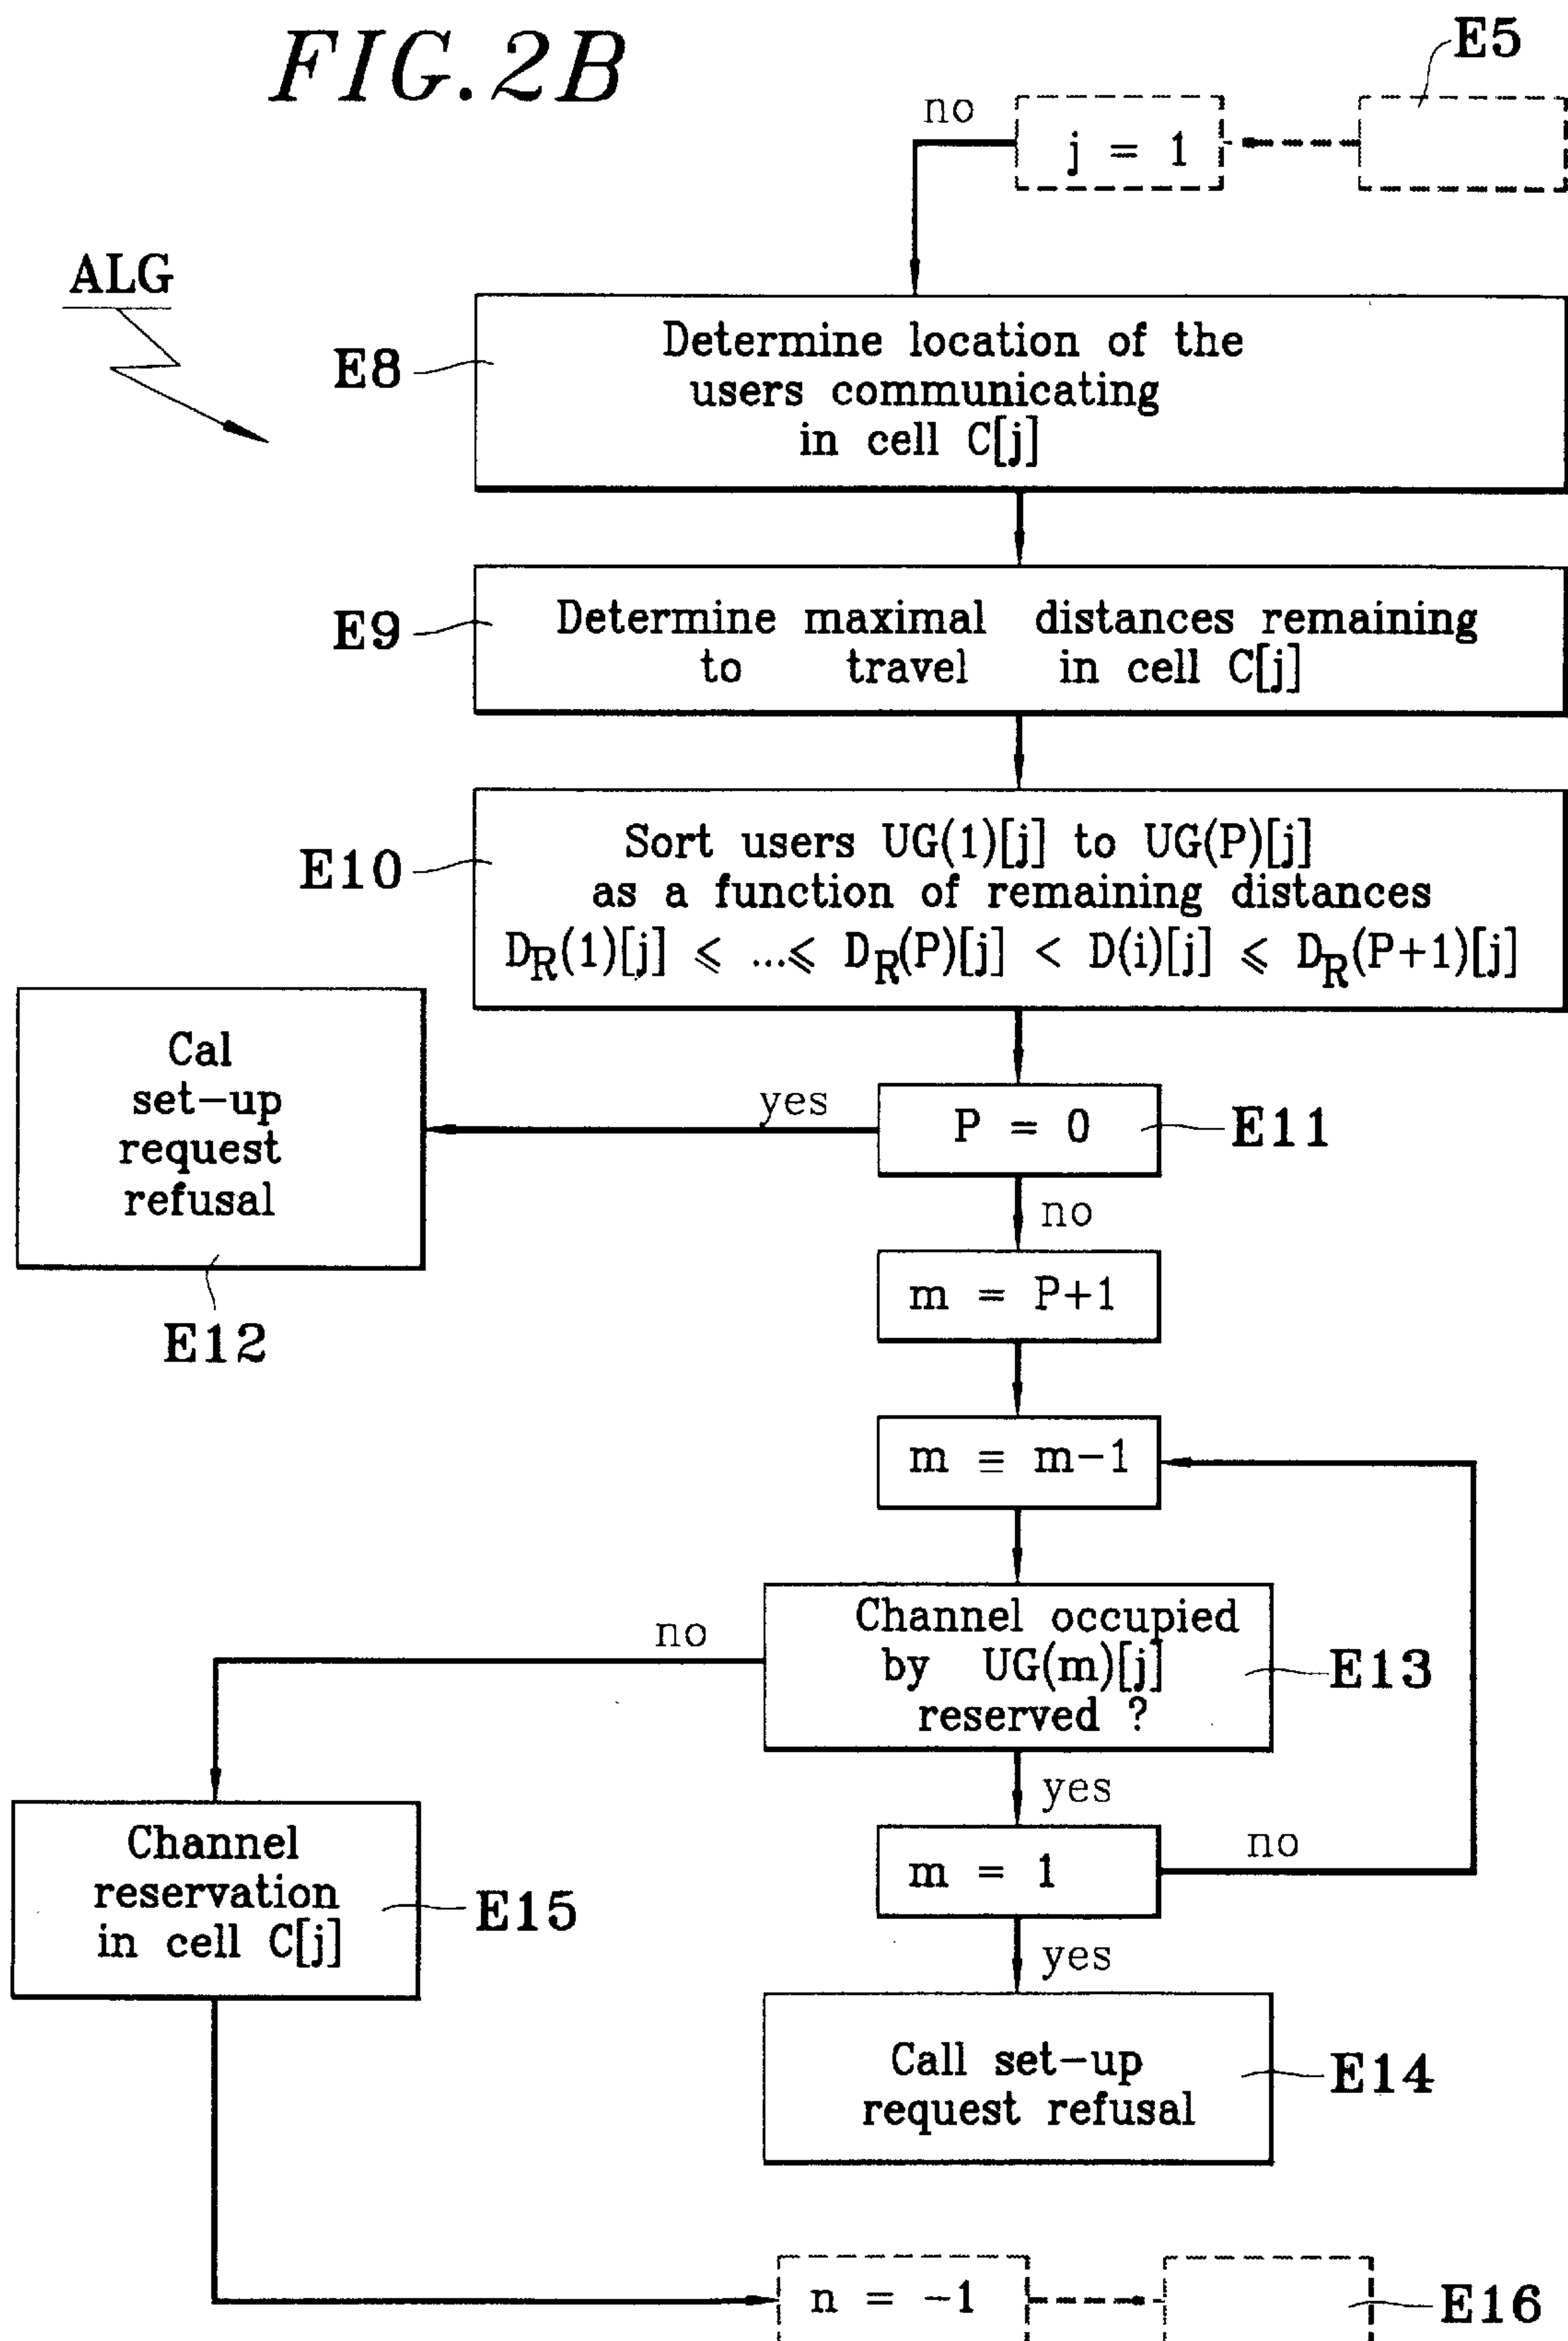 FIG.2B
E5
no
j = 1
ALG
E8
Determine location of the
users communicating
in cell C[j]
E9
Determine maximal distances remaining
to travel in cell C[j]
E10
Sort users UG(1)[j] to UG(P)[j]
as a function of remaining distances
D_R(1)[j] ⩽ ...⩽ D_R(P)[j] < D(i)[j] ⩽ D_R(P+1)[j]
Cal
set-up
request
refusal
E12
yes
P = 0
E11
no
m = P+1
m ≡ m-1
no
Channel occupied
by UG(m)[j]
reserved ?
E13
yes
Channel
reservation
in cell C[j]
E15
m = 1
no
yes
Call set-up
request refusal
E14
n = -1
E16